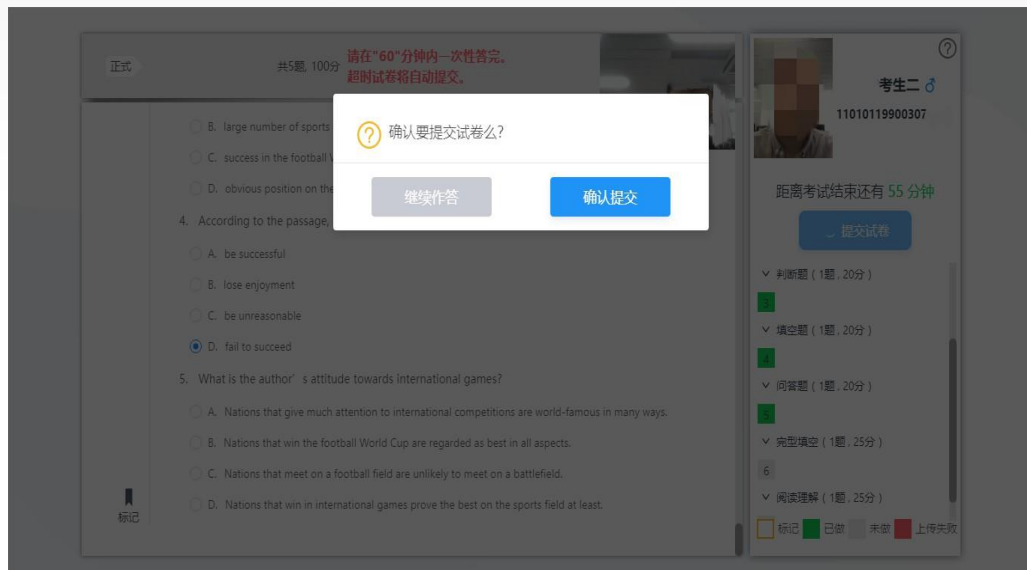 正式
共5题, 100分
请在"60"分钟内一次性答完。
超时试卷将自动提交。
B. large number of sports
C. success in the football
D. obvious position on the
4. According to the passage,
A. be successful
B. lose enjoyment
C. be unreasonable
D. fail to succeed
5. What is the author's attitude towards international games?
A. Nations that give much attention to international competitions are world-famous in many ways.
B. Nations that win the football World Cup are regarded as best in all aspects.
C. Nations that meet on a football field are unlikely to meet on a battlefield.
D. Nations that win in international games prove the best on the sports field at least.
标记
确认要提交试卷么?
继续作答
确认提交
考生二
11010119900307
距离考试结束还有 55 分钟
提交试卷
判断题 ( 1题, 20分 )
3
填空题 ( 1题, 20分 )
4
问答题 ( 1题, 20分 )
5
完型填空 ( 1题, 25分 )
6
阅读理解 ( 1题, 25分 )
标记 已做 未做 上传失败